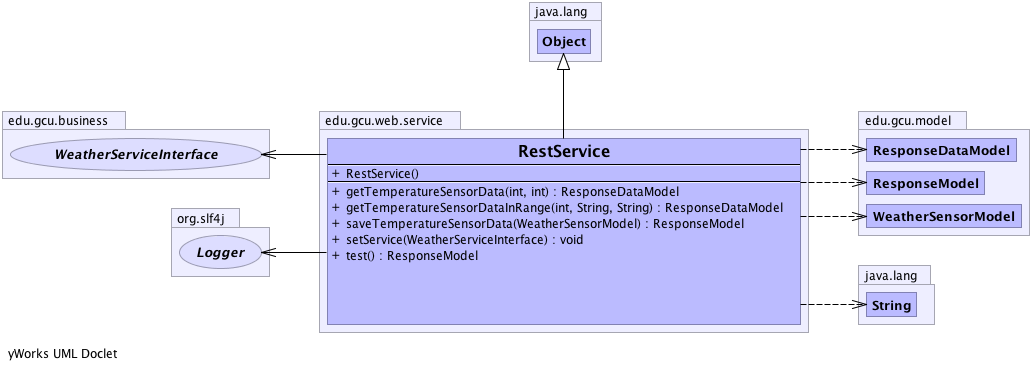 java.lang
Object
edu.gcu.business
WeatherServiceInterface
org.slf4j
Logger
edu.gcu.web.service
RestService
+ RestService()
+ getTemperatureSensorData(int, int) : ResponseDataModel
+ getTemperatureSensorDataInRange(int, String, String) : ResponseDataModel
+ saveTemperatureSensorData(WeatherSensorModel) : ResponseModel
+ setService(WeatherServiceInterface) : void
+ test() : ResponseModel
edu.gcu.model
ResponseDataModel
ResponseModel
WeatherSensorModel
java.lang
String
yWorks UML Doclet